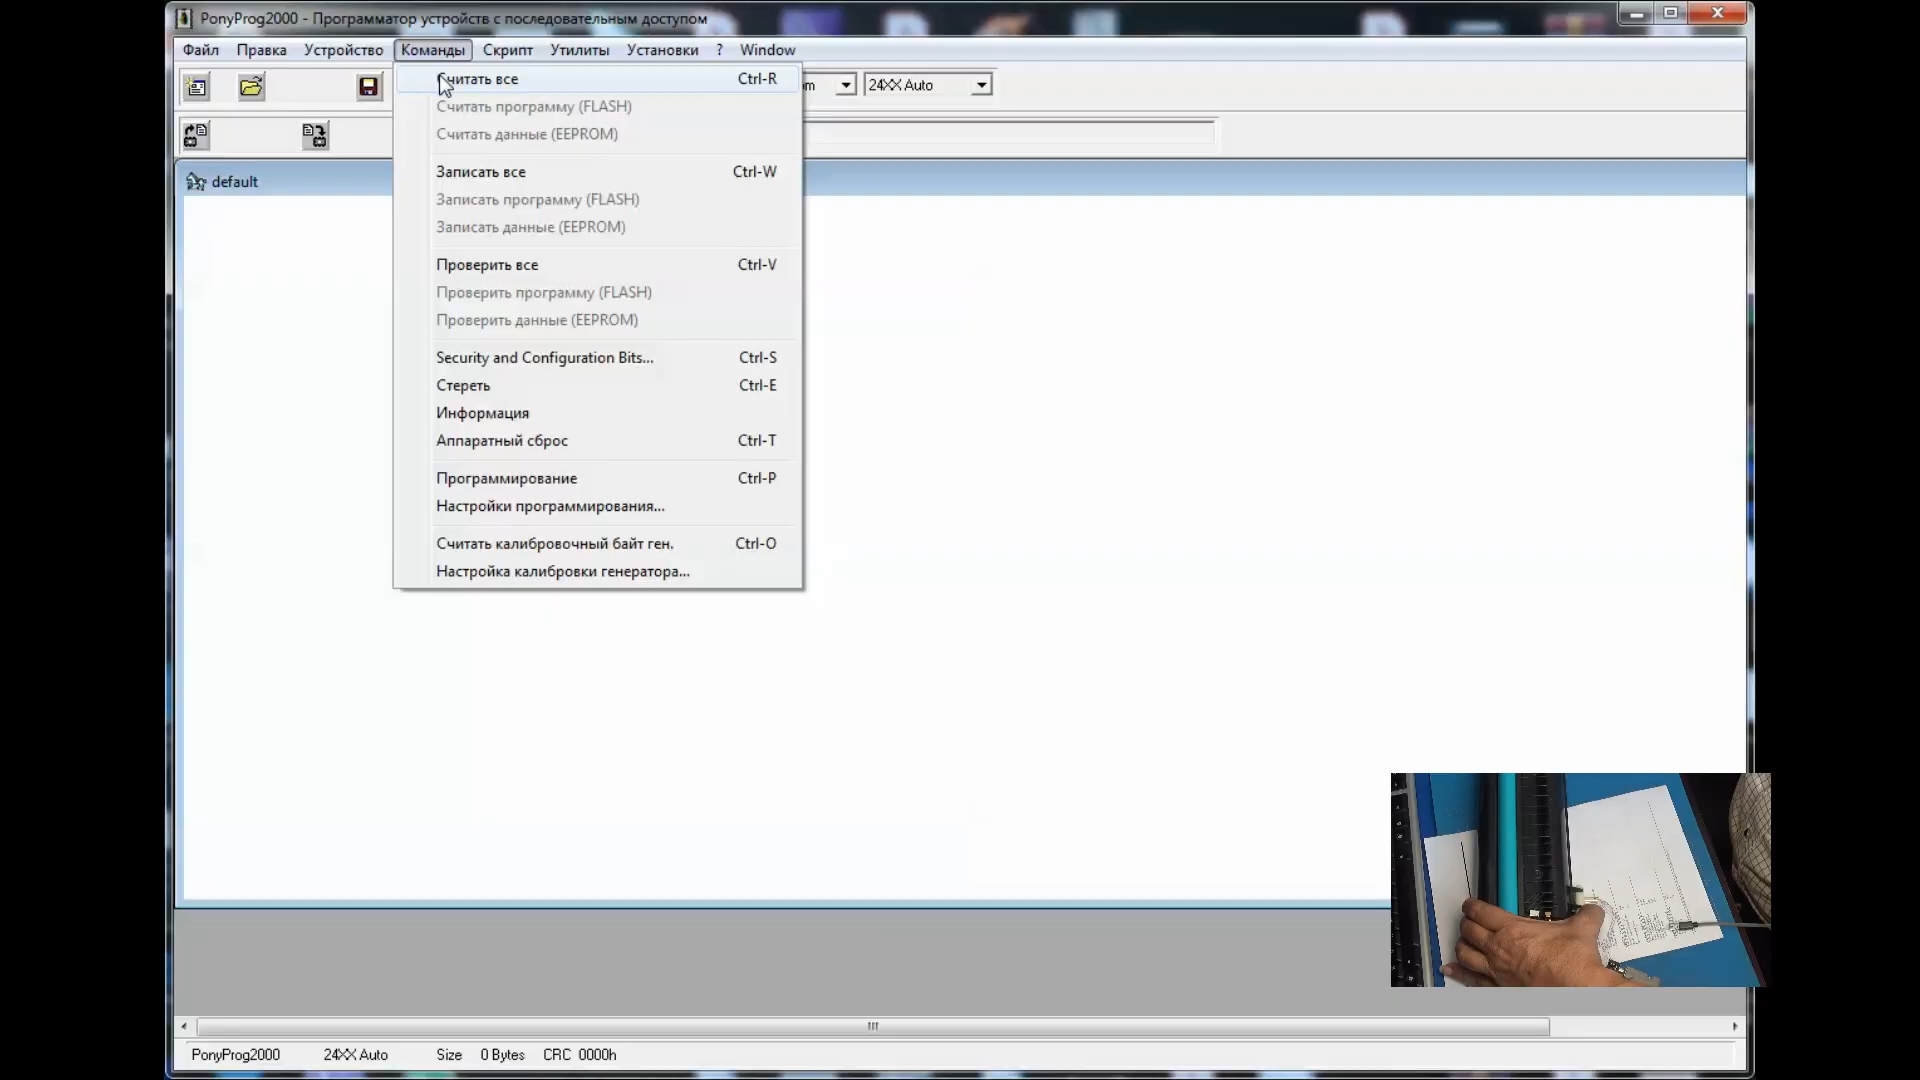 PonyProg2000 - Программатор устройств с последовательным доступом
Файл Правка Устройство Команды Скрипт Утилиты Установки ? Window
24XX Auto
default
Считать все Ctrl-R
Считать программу (FLASH)
Считать данные (EEPROM)
Записать все Ctrl-W
Записать программу (FLASH)
Записать данные (EEPROM)
Проверить все Ctrl-V
Проверить программу (FLASH)
Проверить данные (EEPROM)
Security and Configuration Bits... Ctrl-S
Стереть Ctrl-E
Информация
Аппаратный сброс Ctrl-T
Программирование Ctrl-P
Настройки программирования...
Считать калибровочный байт ген. Ctrl-O
Настройка калибровки генератора...
PonyProg2000 24XX Auto Size 0 Bytes CRC 0000h